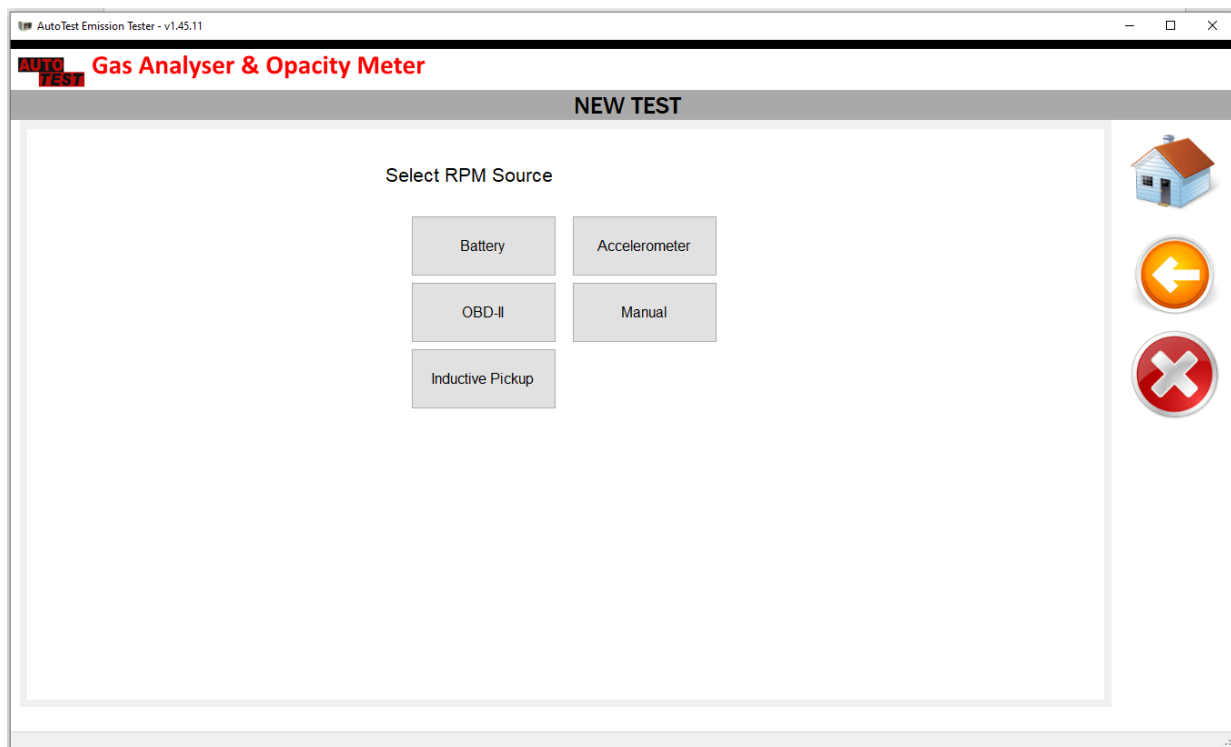 AutoTest Emission Tester - v1.45.11
AUTO
TEST
Gas Analyser & Opacity Meter
NEW TEST
Select RPM Source
Battery
Accelerometer
OBD-II
Manual
Inductive Pickup